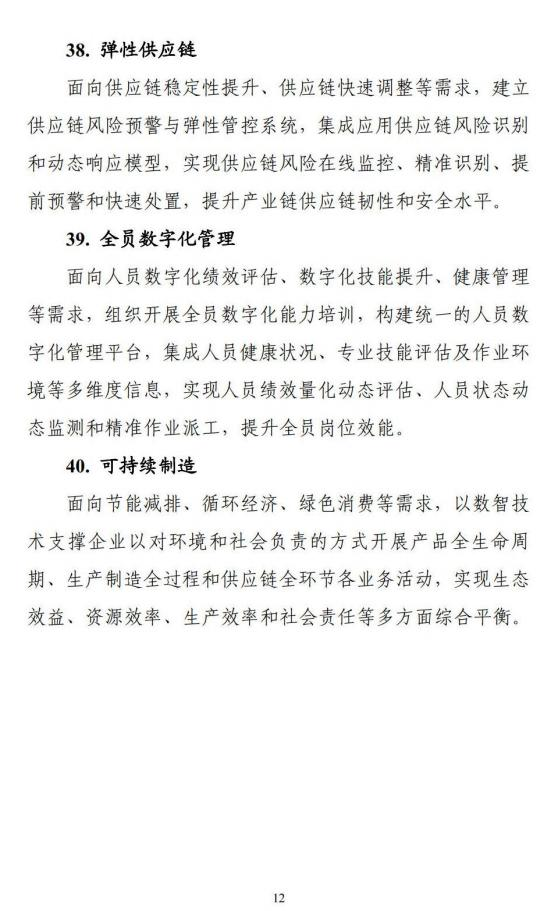 38. 弹性供应链
面向供应链稳定性提升、供应链快速调整等需求，建立
供应链风险预警与弹性管控系统，集成应用供应链风险识别
和动态响应模型，实现供应链风险在线监控、精准识别、提
前预警和快速处置，提升产业链供应链韧性和安全水平。
39. 全员数字化管理
面向人员数字化绩效评估、数字化技能提升、健康管理
等需求，组织开展全员数字化能力培训，构建统一的人员数
字化管理平台，集成人员健康状况、专业技能评估及作业环
境等多维度信息，实现人员绩效量化动态评估、人员状态动
态监测和精准作业派工，提升全员岗位效能。
40. 可持续制造
面向节能减排、循环经济、绿色消费等需求，以数智技
术支撑企业以对环境和社会负责的方式开展产品全生命周
期、生产制造全过程和供应链全环节各业务活动，实现生态
效益、资源效率、生产效率和社会责任等多方面综合平衡。
12